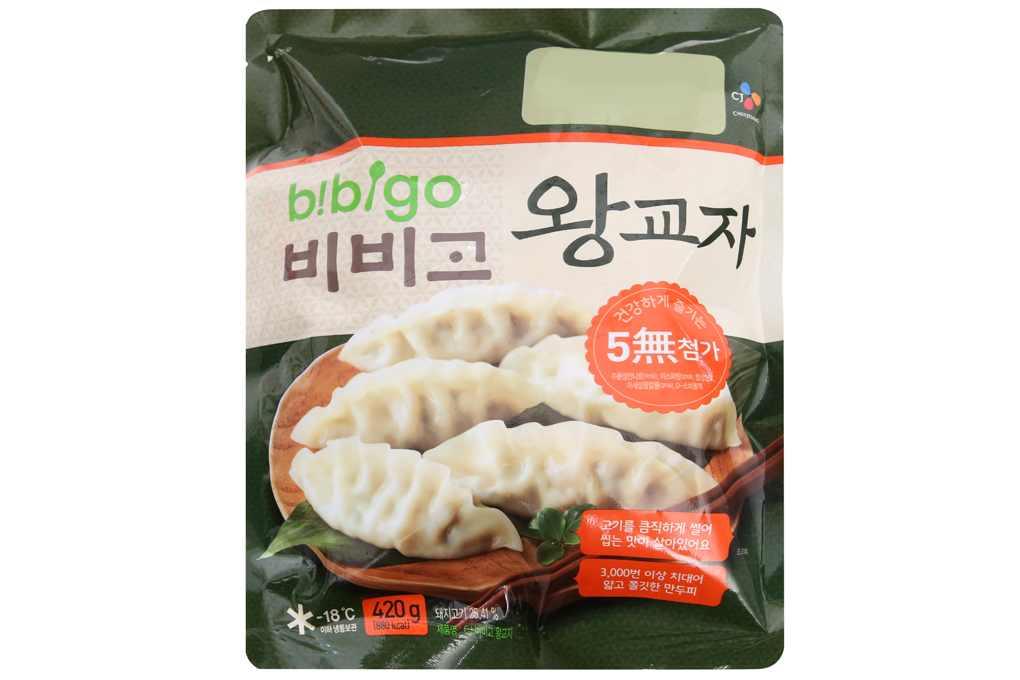 CJ
b!bigo
비비고
왕교자
건강하게 즐기는
5無첨가
고기를 큼직하게 썰어
씹는 맛이 살아있어요
3,000번 이상 치대어
얇고 쫄깃한 만두피
-18℃
이하 냉동보관
420g
(880 kcal)
돼지고기 26.41%
제품명 : CJ 비비고 왕교자